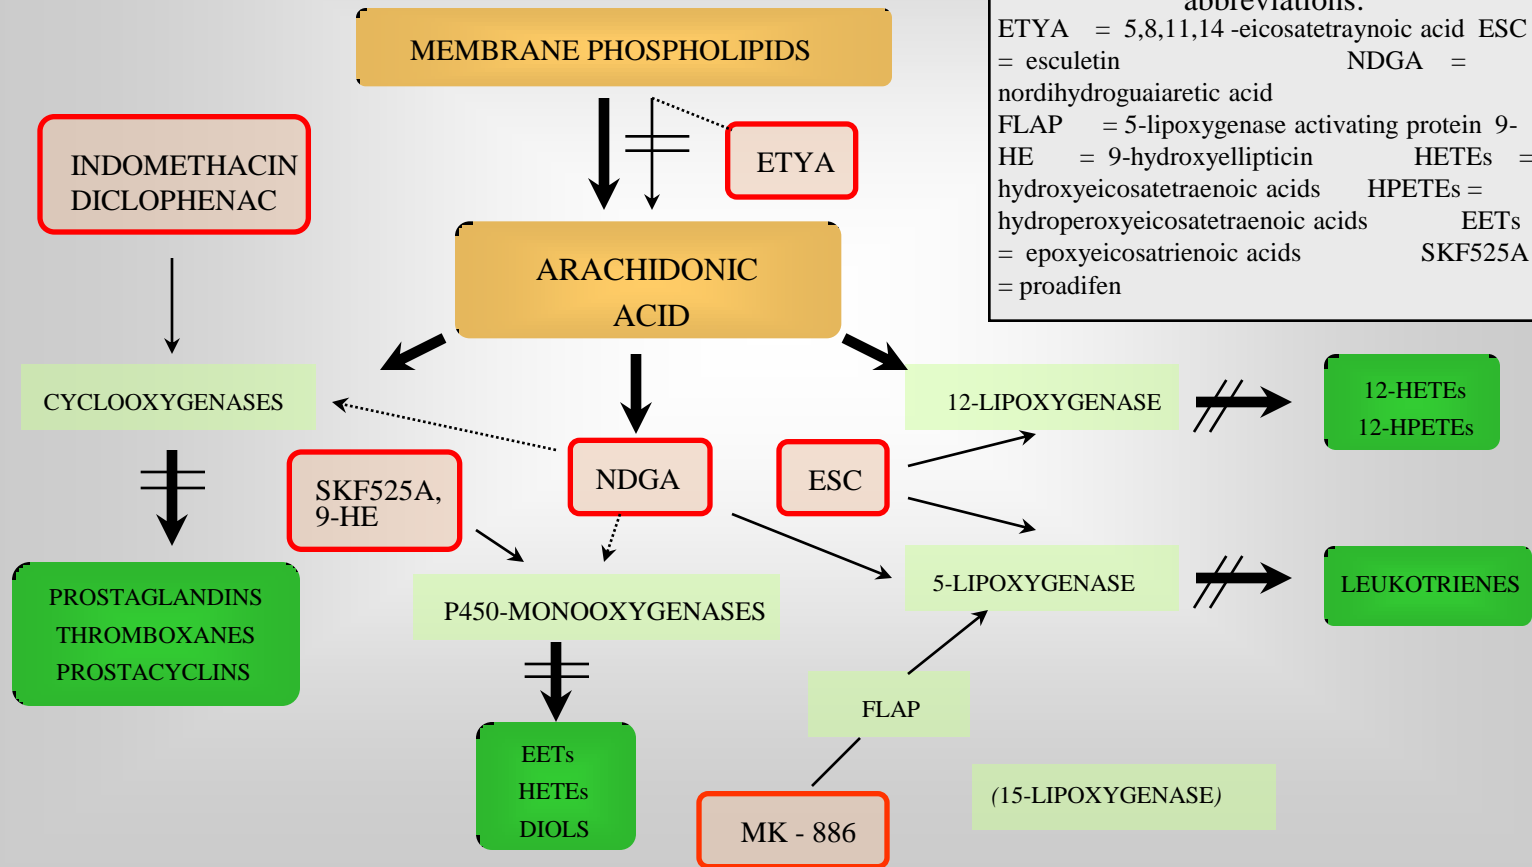 MEMBRANE PHOSPHOLIPIDS
abbreviations:
ETYA = 5,8,11,14 -eicosatetraynoic acid ESC
= esculetin NDGA =
nordihydroguaiaretic acid
FLAP = 5-lipoxygenase activating protein 9-
HE = 9-hydroxyellipticin HETEs =
hydroxyeicosatetraenoic acids HPETEs =
hydroperoxyeicosatetraenoic acids EETs
= epoxyeicosatrienoic acids SKF525A
= proadifen
INDOMETHACIN
DICLOPHENAC
ETYA
ARACHIDONIC
ACID
CYCLOOXYGENASES
12-LIPOXYGENASE
12-HETEs
12-HPETEs
SKF525A,
9-HE
NDGA
ESC
PROSTAGLANDINS
THROMBOXANES
PROSTACYCLINS
P450-MONOOXYGENASES
5-LIPOXYGENASE
LEUKOTRIENES
FLAP
EETs
HETEs
DIOLS
MK - 886
(15-LIPOXYGENASE)